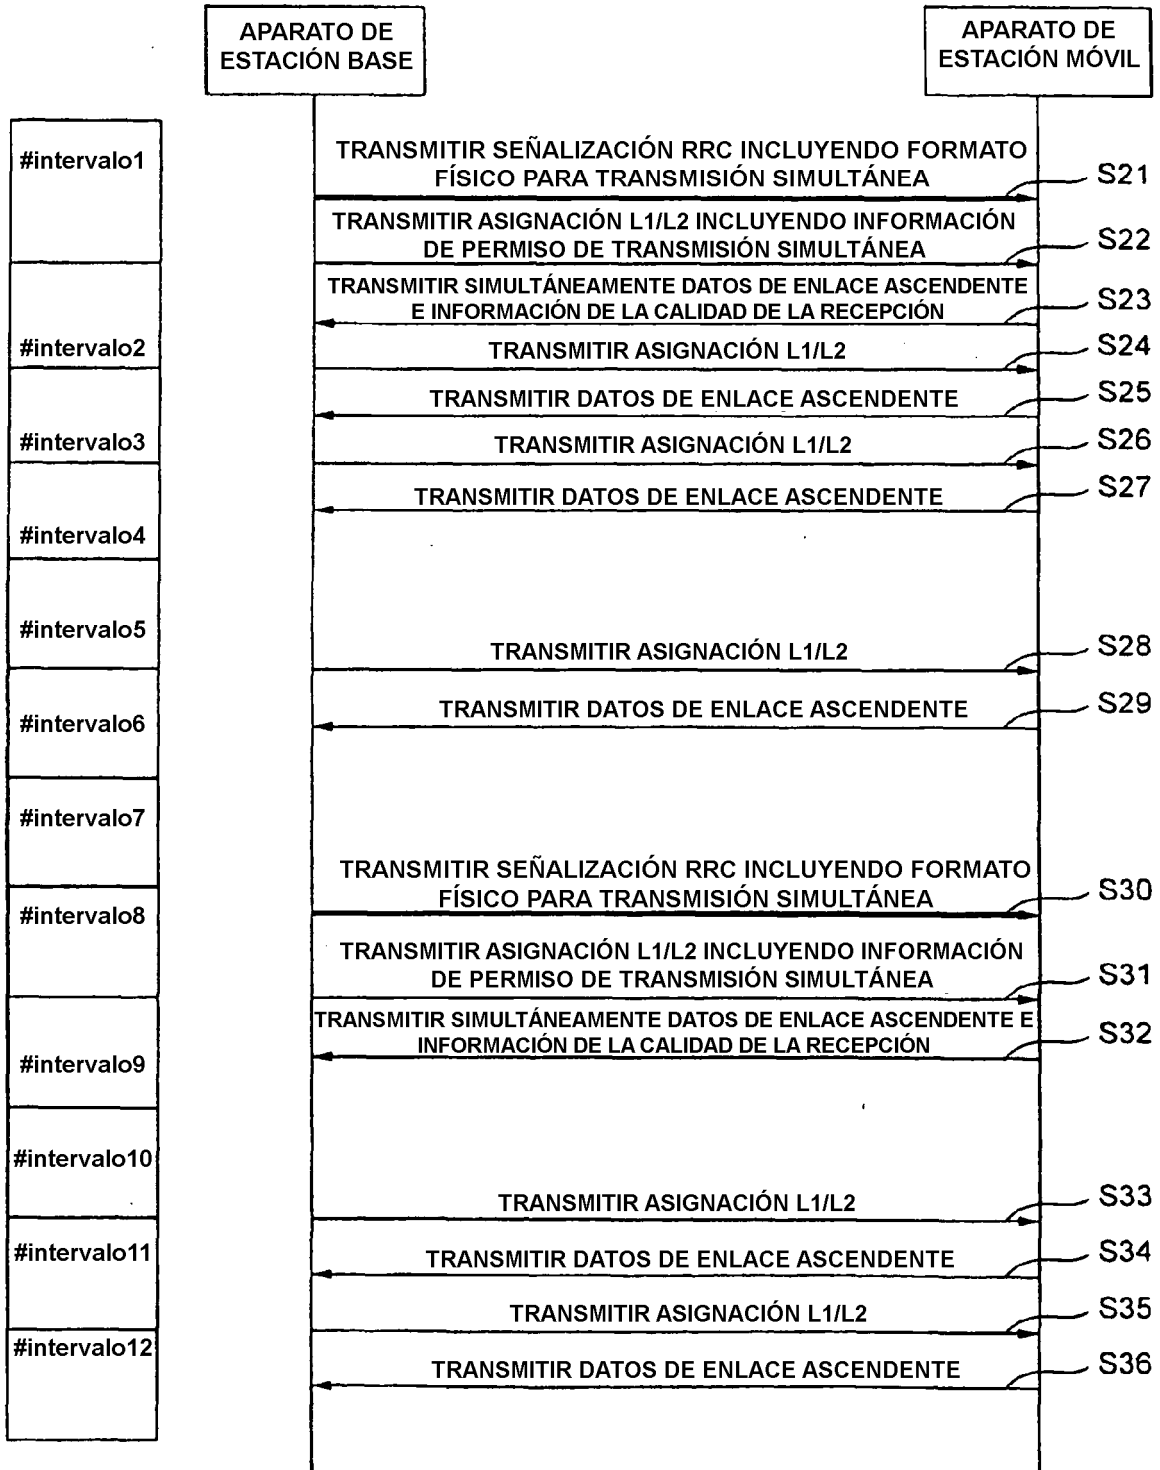 APARATO DE
ESTACIÓN BASE
APARATO DE
ESTACIÓN MÓVIL
#intervalo1
TRANSMITIR SEÑALIZACIÓN RRC INCLUYENDO FORMATO
FÍSICO PARA TRANSMISIÓN SIMULTÁNEA
S21
TRANSMITIR ASIGNACIÓN L1/L2 INCLUYENDO INFORMACIÓN
DE PERMISO DE TRANSMISIÓN SIMULTÁNEA
S22
TRANSMITIR SIMULTÁNEAMENTE DATOS DE ENLACE ASCENDENTE
E INFORMACIÓN DE LA CALIDAD DE LA RECEPCIÓN
S23
#intervalo2
TRANSMITIR ASIGNACIÓN L1/L2
S24
TRANSMITIR DATOS DE ENLACE ASCENDENTE
S25
#intervalo3
TRANSMITIR ASIGNACIÓN L1/L2
S26
TRANSMITIR DATOS DE ENLACE ASCENDENTE
S27
#intervalo4
#intervalo5
TRANSMITIR ASIGNACIÓN L1/L2
S28
#intervalo6
TRANSMITIR DATOS DE ENLACE ASCENDENTE
S29
#intervalo7
TRANSMITIR SEÑALIZACIÓN RRC INCLUYENDO FORMATO
FÍSICO PARA TRANSMISIÓN SIMULTÁNEA
S30
#intervalo8
TRANSMITIR ASIGNACIÓN L1/L2 INCLUYENDO INFORMACIÓN
DE PERMISO DE TRANSMISIÓN SIMULTÁNEA
S31
TRANSMITIR SIMULTÁNEAMENTE DATOS DE ENLACE ASCENDENTE E
INFORMACIÓN DE LA CALIDAD DE LA RECEPCIÓN
S32
#intervalo9
#intervalo10
TRANSMITIR ASIGNACIÓN L1/L2
S33
#intervalo11
TRANSMITIR DATOS DE ENLACE ASCENDENTE
S34
TRANSMITIR ASIGNACIÓN L1/L2
S35
#intervalo12
TRANSMITIR DATOS DE ENLACE ASCENDENTE
S36